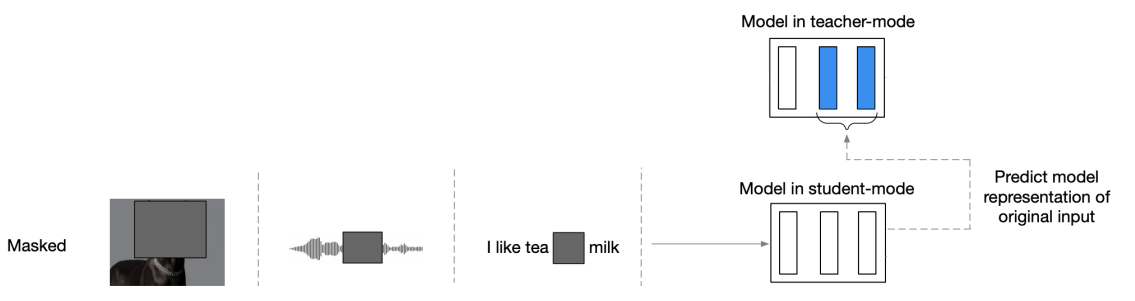 Model in teacher-mode
Model in student-mode
Predict model
representation of
original input
Masked
I like tea milk